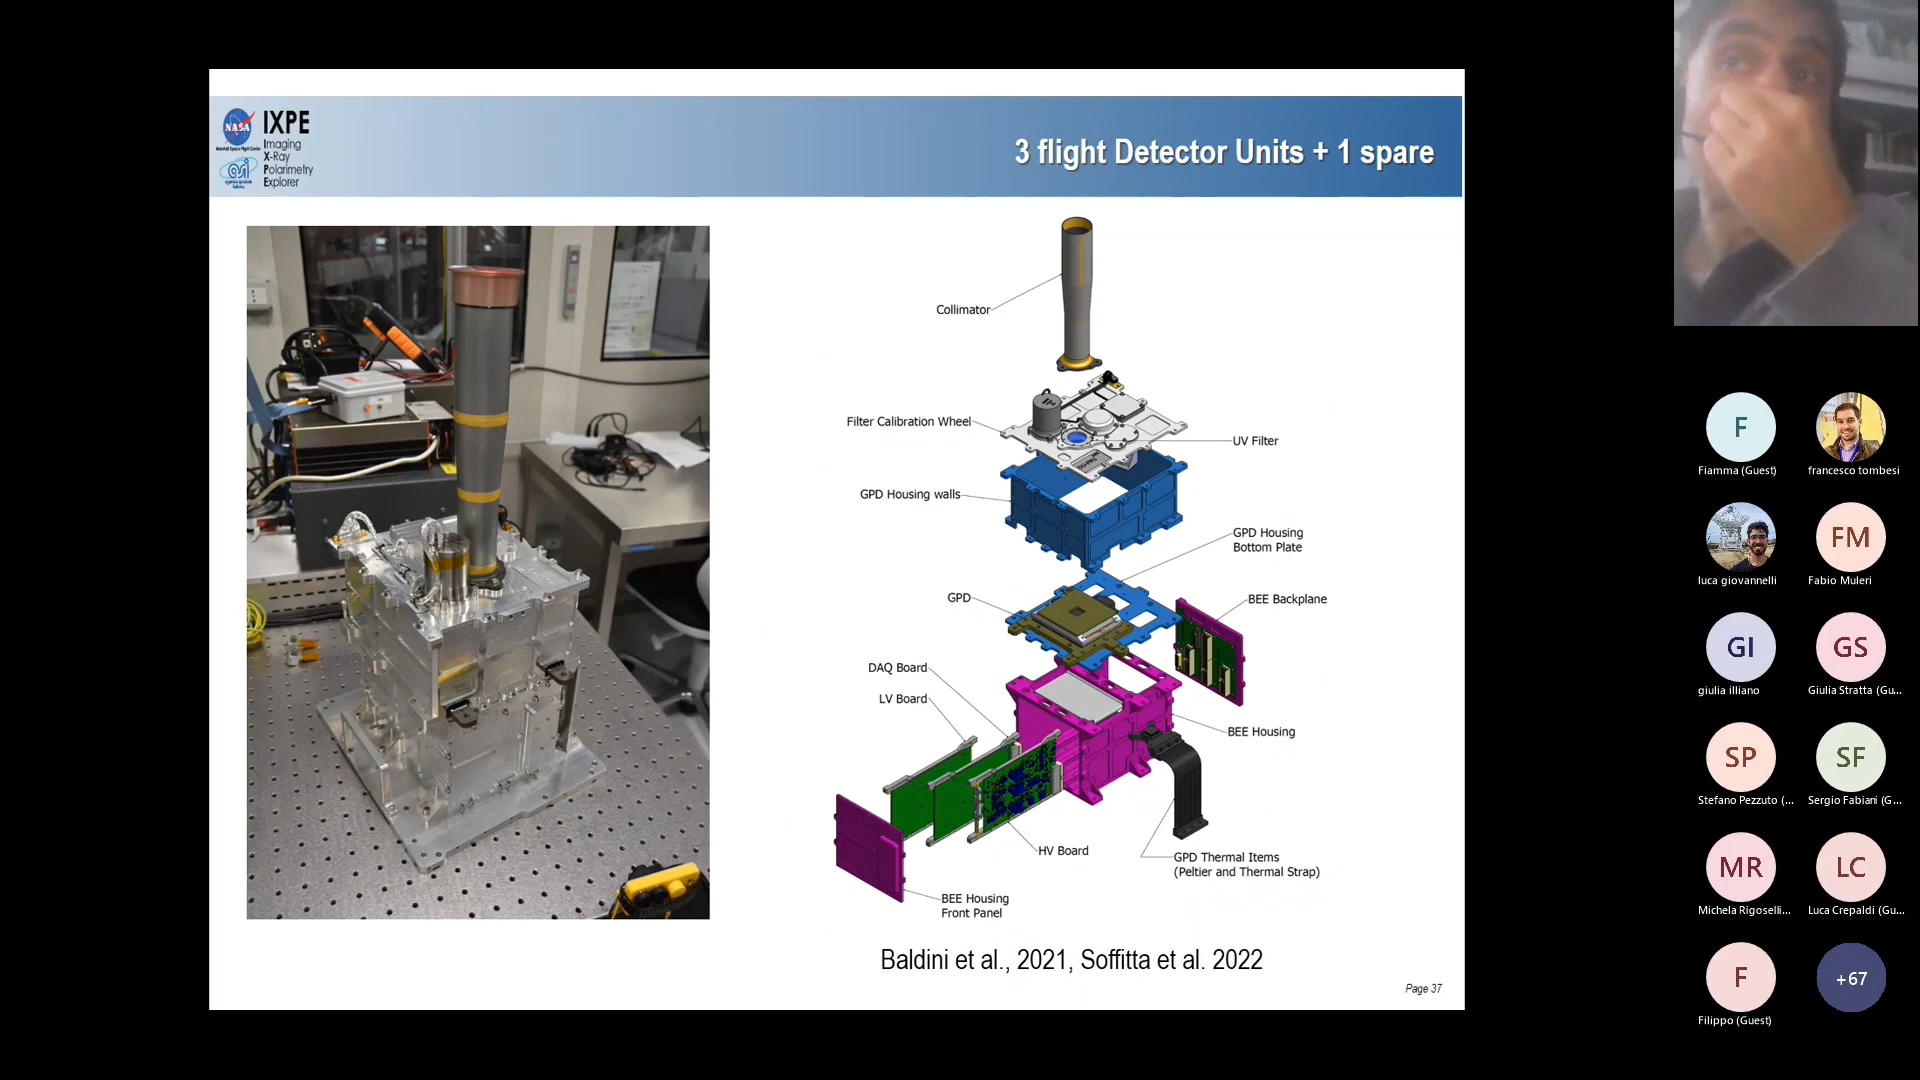 NASA
IXPE
Imaging
X-Ray
Polarimetry
Explorer
asi
3 flight Detector Units + 1 spare
Collimator
Filter Calibration Wheel
UV Filter
GPD Housing walls
GPD Housing
Bottom Plate
GPD
BEE Backplane
DAQ Board
LV Board
BEE Housing
HV Board
GPD Thermal Items
(Peltier and Thermal Strap)
BEE Housing
Front Panel
Baldini et al., 2021, Soffitta et al. 2022
Page 37
F
Fiamma (Guest)
francesco tombesi
luca giovannelli
FM
Fabio Muleri
GI
giulia illiano
GS
Giulia Stratta (Gu...
SP
Stefano Pezzuto (...
SF
Sergio Fabiani (G...
MR
Michela Rigoselli...
LC
Luca Crepaldi (Gu...
F
Filippo (Guest)
+67